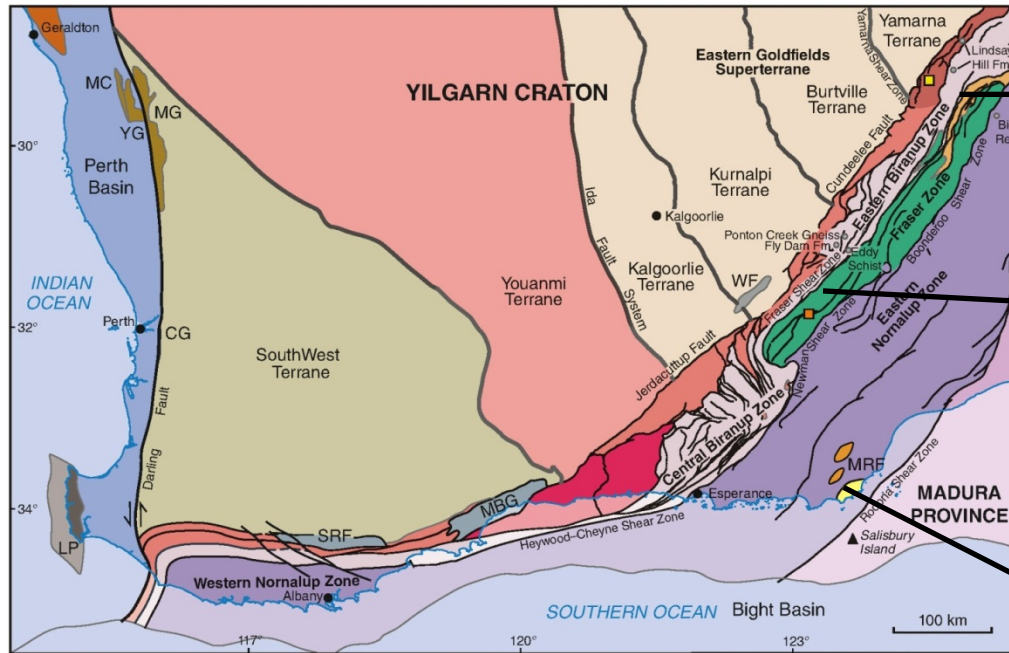 Geraldton
MC
MG
YG
Perth
Basin
30°
INDIAN
OCEAN
32°
Perth
CG
34°
LP
Darling
Fault
YILGARN CRATON
SouthWest
Terrane
Youanmi
Terrane
Ida
Fault
System
Eastern Goldfields
Superterrane
Yamarna
Terrane
YamarnaShearZone
Burtville
Terrane
Kurnalpi
Terrane
Kalgoorlie
Kalgoorlie
Terrane
WF
Cundeelee Fault
Lindsay
Hill Fm
Eastern Biranup Zone
Fraser Zone
Boonderoo Shear Zone
Ponton Creek Gneiss
Fly Dam Fm
Eddy
Schist
Fraser ShearZone
Newman Shear Zone
Eastern
Nornalup Zone
Jerdacuttup Fault
Central Biranup Zone
Esperance
MRF
Rodona Shear Zone
MADURA
PROVINCE
Salisbury
Island
MBG
SRF
Heywood–Cheyne Shear Zone
Western Nornalup Zone
Albany
SOUTHERN OCEAN
Bight Basin
100 km
117°
120°
123°